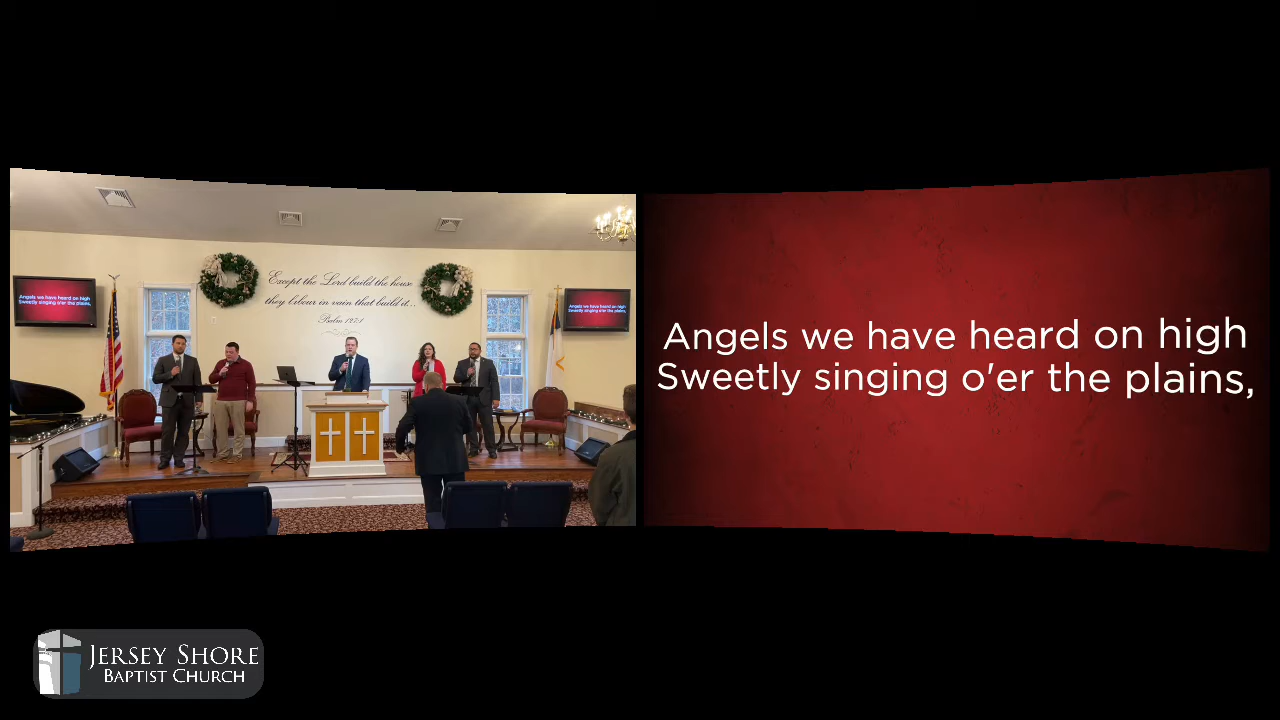 Except the Lord build the house
they labour in vain that build it...
Psalm 127:1
Angels we have heard on high
Sweetly singing o'er the plains,
Angels we have heard on high
Sweetly singing o'er the plains,
Angels we have heard on high
Sweetly singing o'er the plains,
JERSEY SHORE
BAPTIST CHURCH